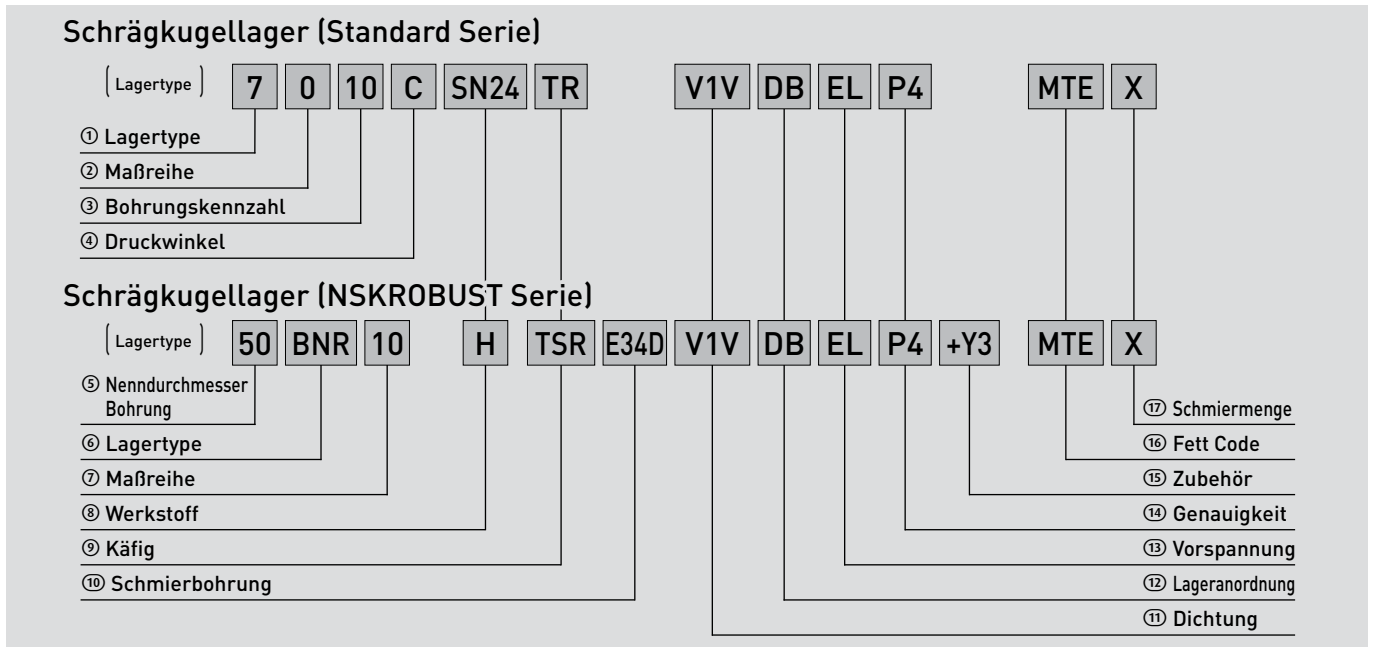 Schrägkugellager (Standard Serie)
(Lagertype) 7 0 10 C SN24 TR V1V DB EL P4 MTE X
① Lagertype
② Maßreihe
③ Bohrungskennzahl
④ Druckwinkel
Schrägkugellager (NSKROBUST Serie)
(Lagertype) 50 BNR 10 H TSR E34D V1V DB EL P4 +Y3 MTE X
⑤ Nenndurchmesser
Bohrung
⑥ Lagertype
⑦ Maßreihe
⑧ Werkstoff
⑨ Käfig
⑩ Schmierbohrung
⑰ Schmiermenge
⑯ Fett Code
⑮ Zubehör
⑭ Genauigkeit
⑬ Vorspannung
⑫ Lageranordnung
⑪ Dichtung